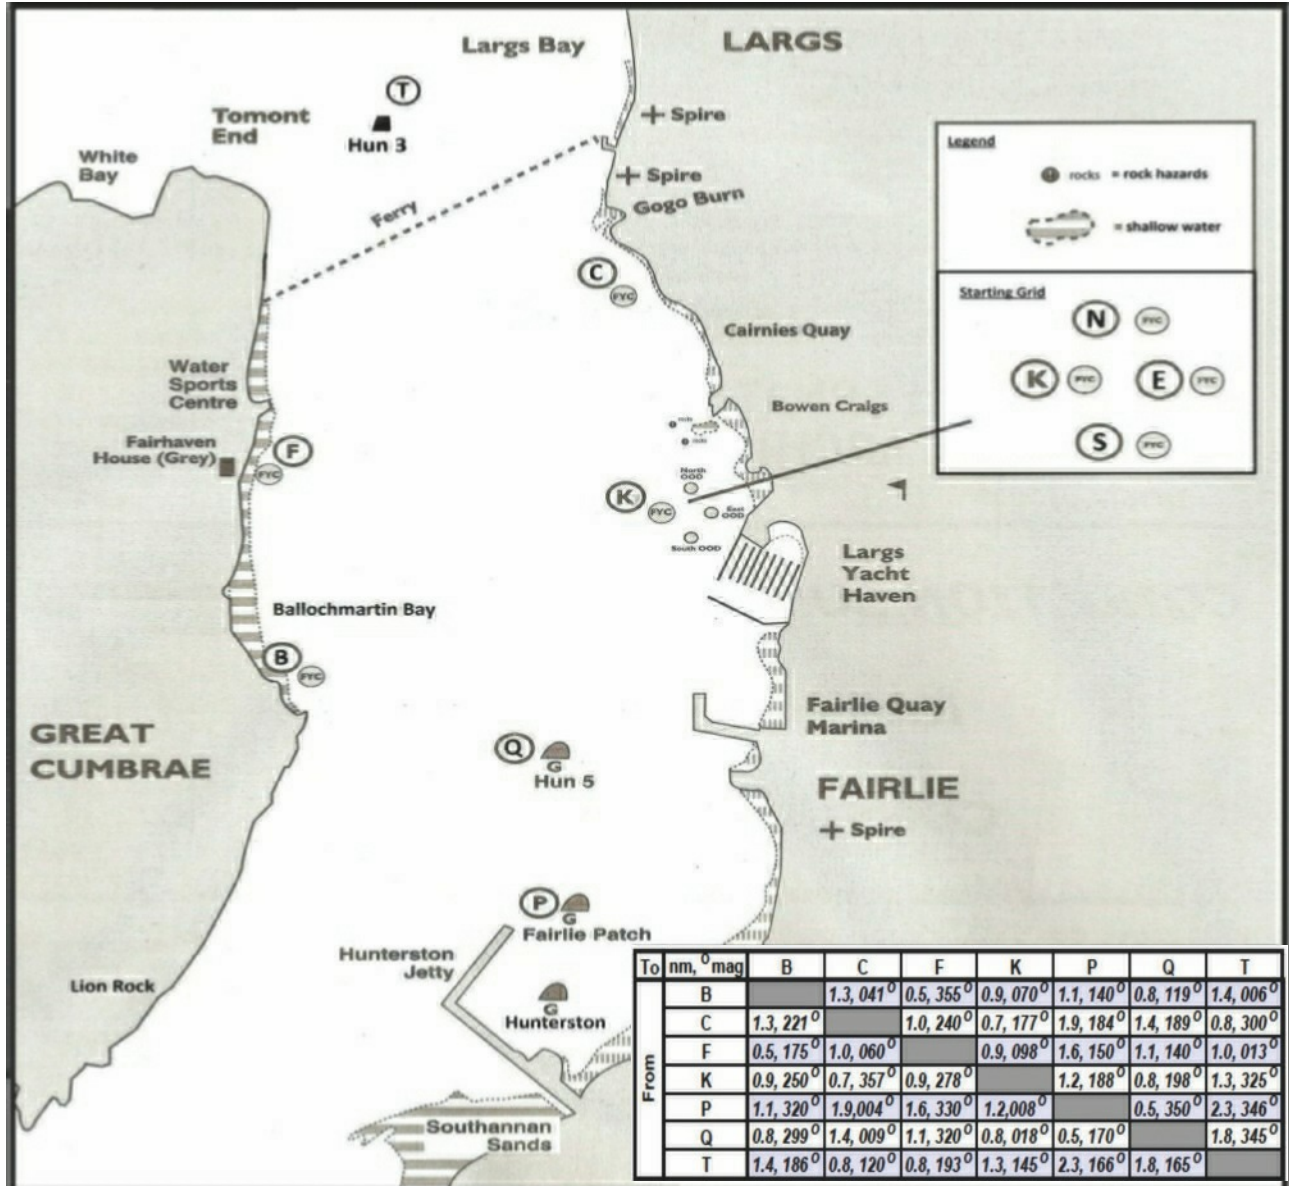 Largs Bay
LARGS
T
Hun 3
Tomont
End
White
Bay
Spire
Spire
Gogo Burn
Ferry
C
FYC
Cairnies Quay
Water
Sports
Centre
Bowen Craigs
Fairhaven
House (Grey)
F
FYC
rocks
rocks
North
OOD
K
FYC
East
OOD
South OOD
Largs
Yacht
Haven
Ballochmartin Bay
B
FYC
GREAT
CUMBRAE
Fairlie Quay
Marina
Q
G
Hun 5
FAIRLIE
Spire
P
G
Fairlie Patch
Hunterston
Jetty
Lion Rock
G
Hunterston
Southannan
Sands
Legend
rocks = rock hazards
= shallow water
Starting Grid
N FYC
K FYC E FYC
S FYC
To nm, °mag B C F K P Q T
From
B 1.3, 041° 0.5, 355° 0.9, 070° 1.1, 140° 0.8, 119° 1.4, 006°
C 1.3, 221° 1.0, 240° 0.7, 177° 1.9, 184° 1.4, 189° 0.8, 300°
F 0.5, 175° 1.0, 060° 0.9, 098° 1.6, 150° 1.1, 140° 1.0, 013°
K 0.9, 250° 0.7, 357° 0.9, 278° 1.2, 188° 0.8, 198° 1.3, 325°
P 1.1, 320° 1.9,004° 1.6, 330° 1.2,008° 0.5, 350° 2.3, 346°
Q 0.8, 299° 1.4, 009° 1.1, 320° 0.8, 018° 0.5, 170° 1.8, 345°
T 1.4, 186° 0.8, 120° 0.8, 193° 1.3, 145° 2.3, 166° 1.8, 165°